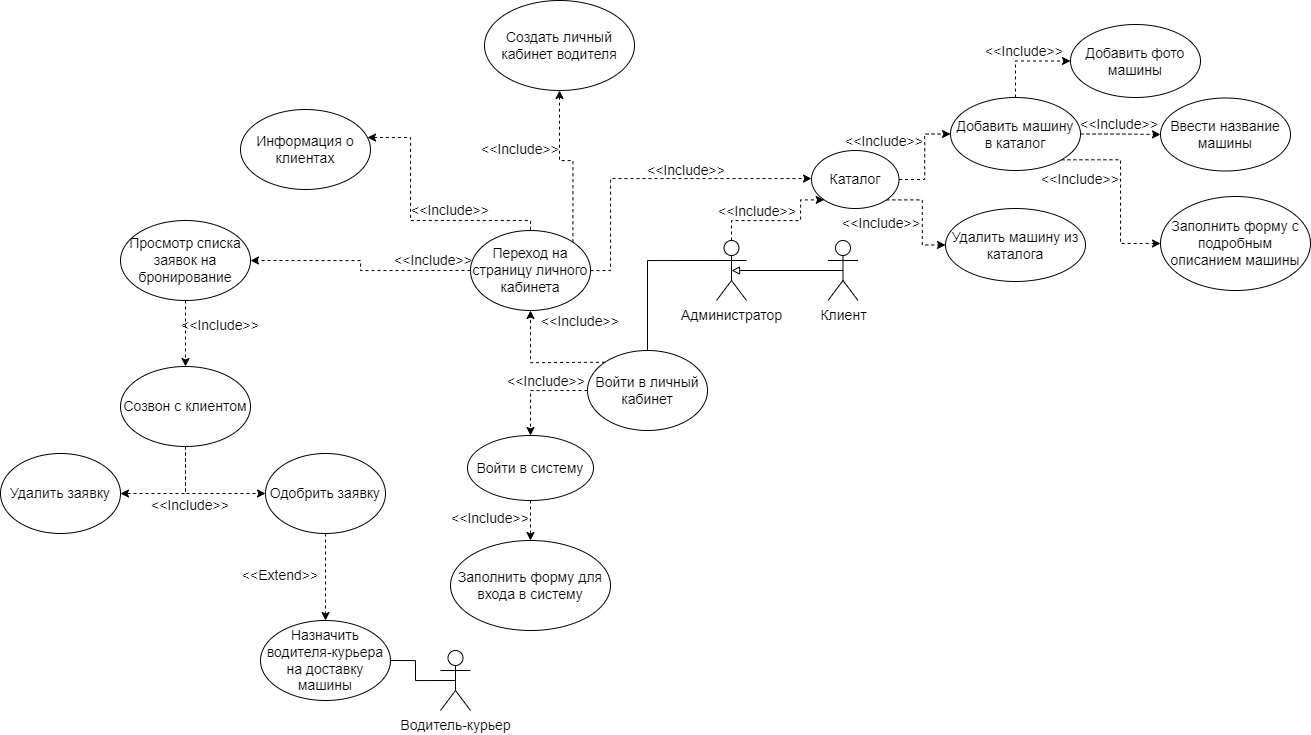 Создать личный
кабинет водителя
<<Include>>
Добавить фото
машины
Информация о
клиентах
<<Include>>
<<Include>>
Добавить машину
в каталог
<<Include>>
Ввести название
машины
<<Include>>
Каталог
<<Include>>
<<Include>>
<<Include>>
<<Include>>
<<Include>>
Просмотр списка
заявок на
бронирование
<<Include>>
Переход на
страницу личного
кабинета
Удалить машину из
каталога
Заполнить форму с
подробным
описанием машины
Администратор
Клиент
<<Include>>
<<Include>>
<<Include>>
Войти в личный
кабинет
Созвон с клиентом
Войти в систему
Удалить заявку
<<Include>>
Одобрить заявку
<<Include>>
<<Extend>>
Заполнить форму для
входа в систему
Назначить
водителя-курьера
на доставку
машины
Водитель-курьер